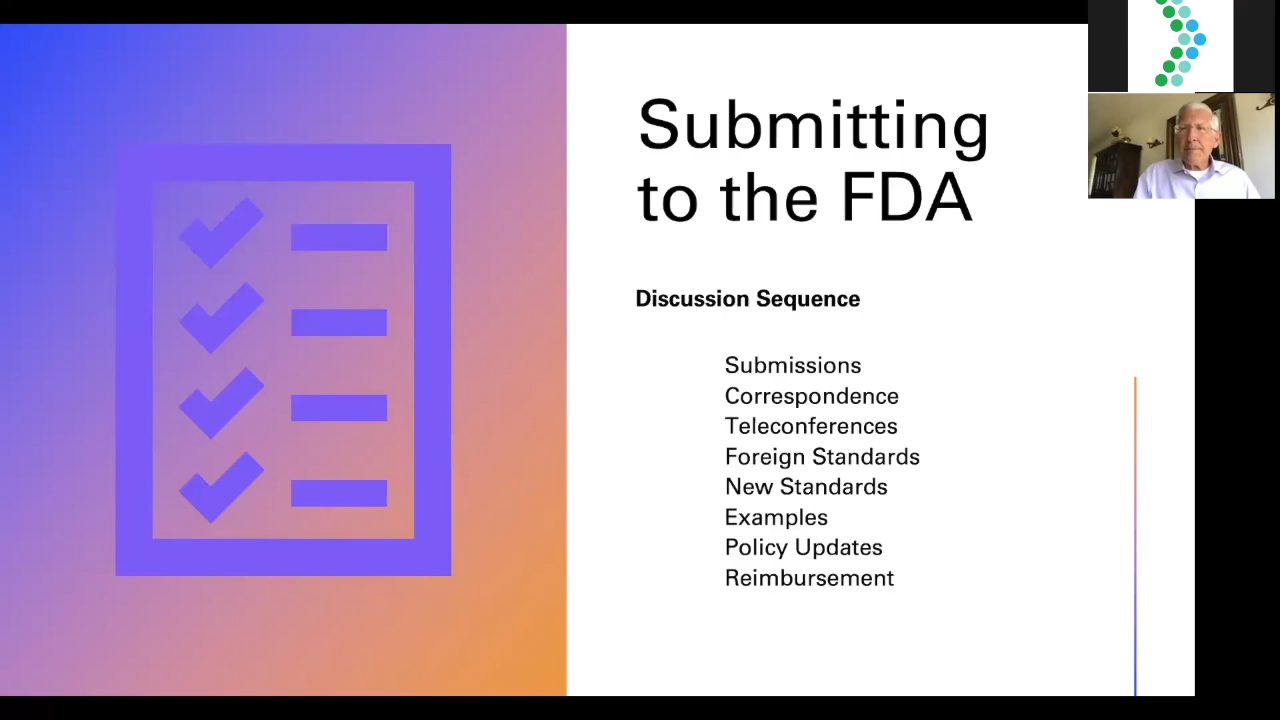 Submitting
to the FDA
Discussion Sequence
Submissions
Correspondence
Teleconferences
Foreign Standards
New Standards
Examples
Policy Updates
Reimbursement